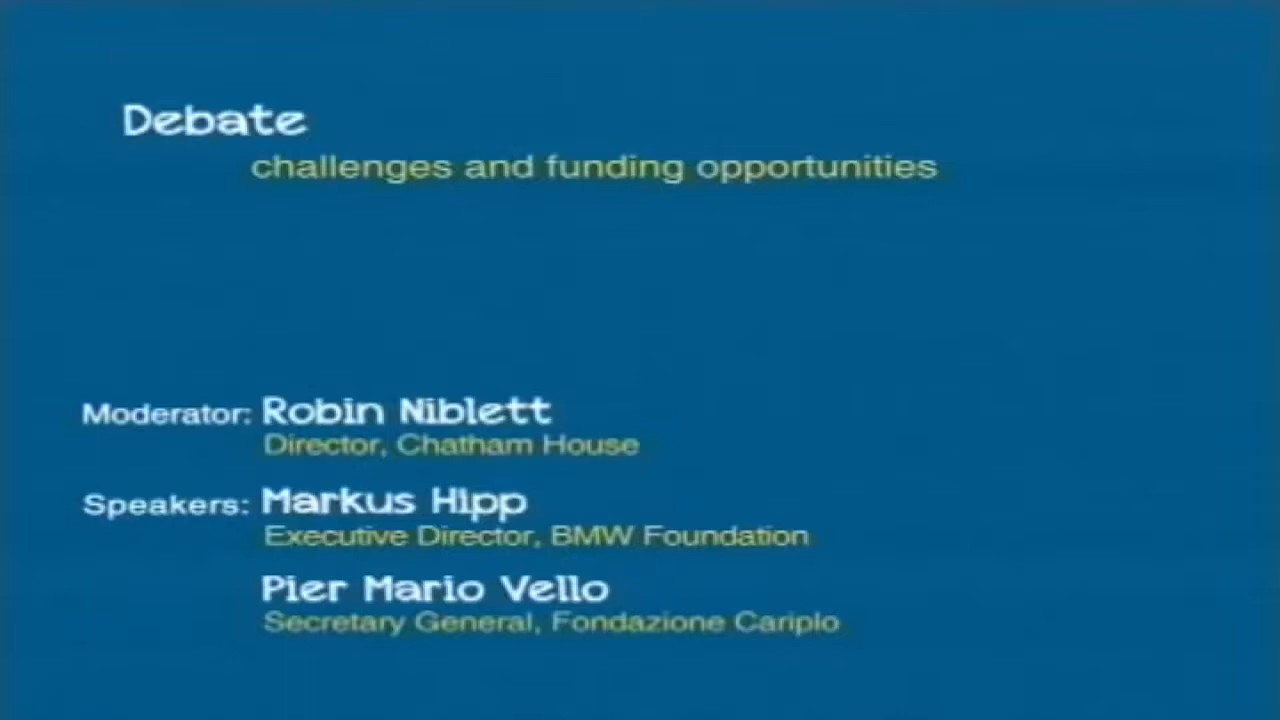 Debate
challenges and funding opportunities
Moderator: Robin Niblett
Director, Chatham House
Speakers: Markus Hipp
Executive Director, BMW Foundation
Pier Mario Vello
Secretary General, Fondazione Cariplo